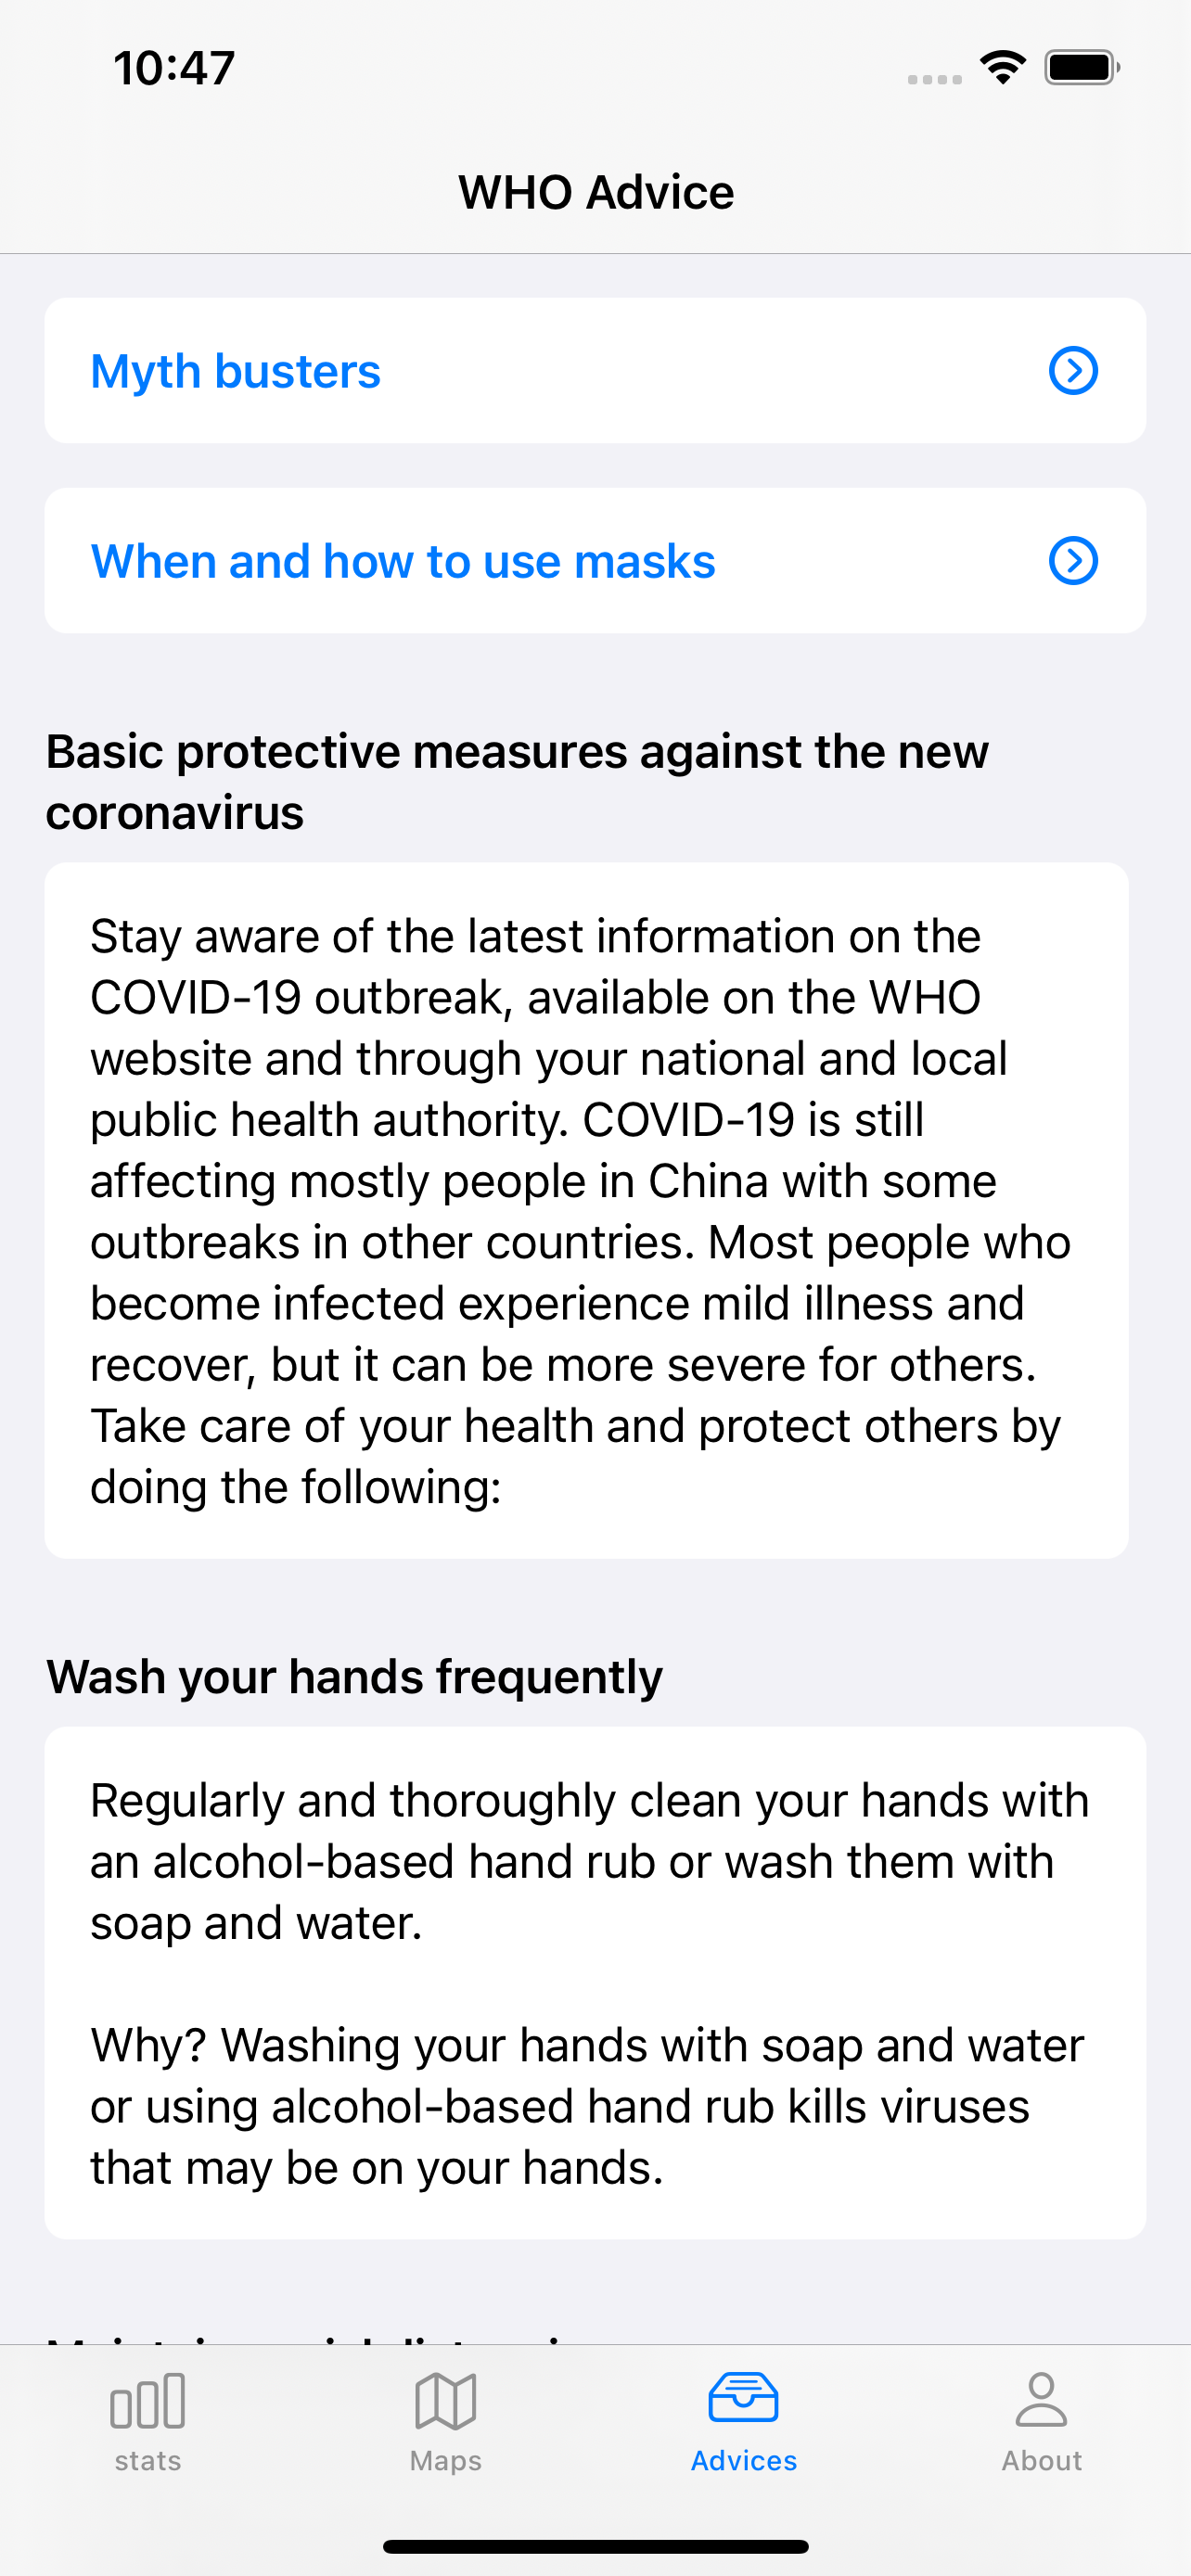 10:47
WHO Advice
Myth busters
When and how to use masks
Basic protective measures against the new
coronavirus
Stay aware of the latest information on the
COVID-19 outbreak, available on the WHO
website and through your national and local
public health authority. COVID-19 is still
affecting mostly people in China with some
outbreaks in other countries. Most people who
become infected experience mild illness and
recover, but it can be more severe for others.
Take care of your health and protect others by
doing the following:
Wash your hands frequently
Regularly and thoroughly clean your hands with
an alcohol-based hand rub or wash them with
soap and water.
Why? Washing your hands with soap and water
or using alcohol-based hand rub kills viruses
that may be on your hands.
stats
Maps
Advices
About